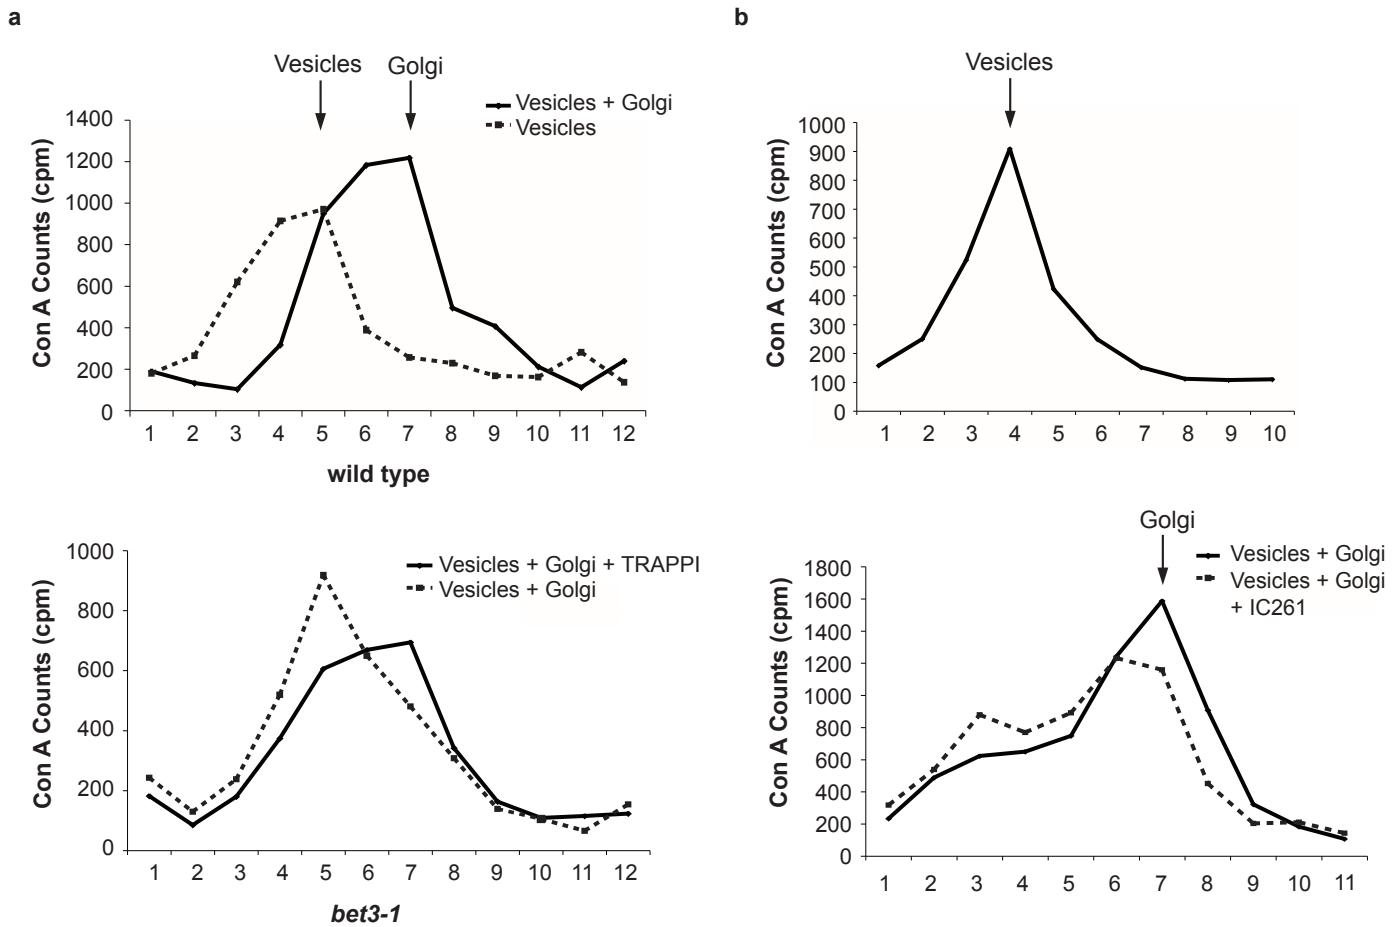 a
Vesicles
Golgi
Vesicles + Golgi
Vesicles
Con A Counts (cpm)
1400
1200
1000
800
600
400
200
0
1 2 3 4 5 6 7 8 9 10 11 12
wild type
Vesicles + Golgi + TRAPPI
Vesicles + Golgi
Con A Counts (cpm)
1000
800
600
400
200
0
1 2 3 4 5 6 7 8 9 10 11 12
bet3-1
b
Vesicles
Con A Counts (cpm)
1000
900
800
700
600
500
400
300
200
100
0
1 2 3 4 5 6 7 8 9 10
Golgi
Vesicles + Golgi
Vesicles + Golgi
+ IC261
Con A Counts (cpm)
1800
1600
1400
1200
1000
800
600
400
200
0
1 2 3 4 5 6 7 8 9 10 11